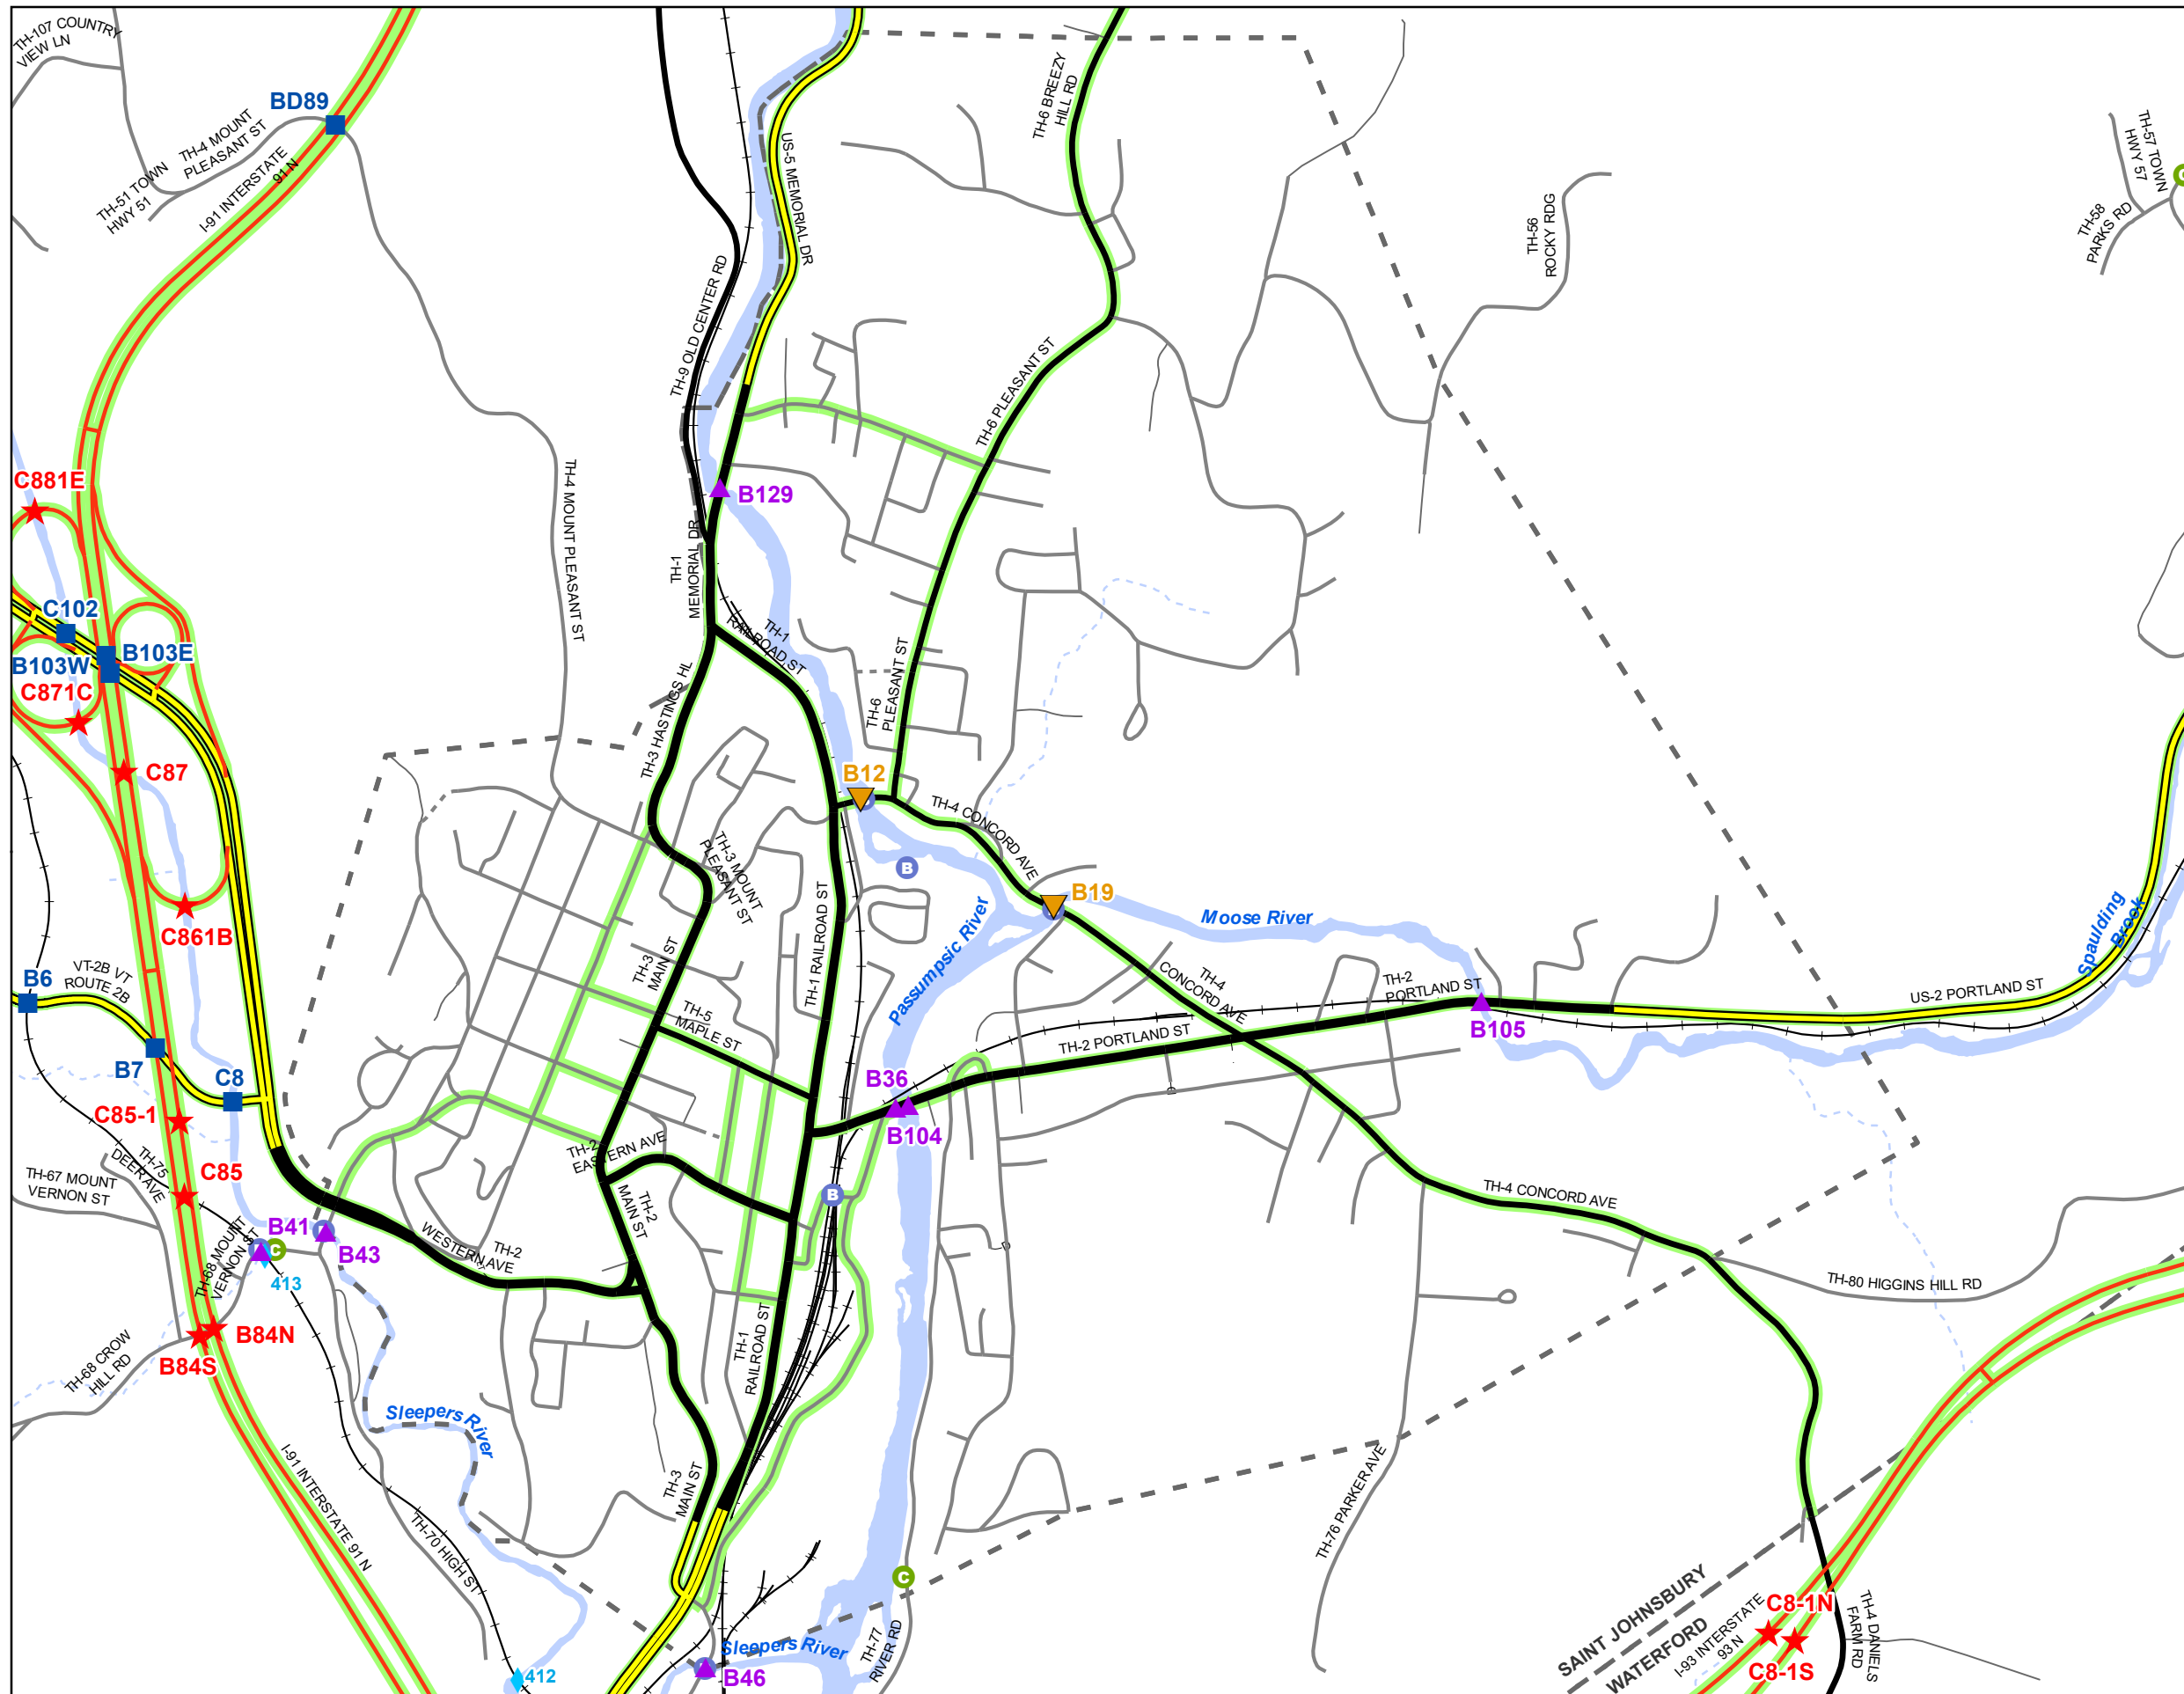 TH-107 COUNTRY
VIEW LN
BD89
TH-4 MOUNT
PLEASANT ST
TH-51 TOWN
HWY 51
I-91 INTERSTATE
91 N
TH-6 BREEZY
HILL RD
US-5 MEMORIAL DR
TH-57 TOWN
HWY 57
TH-58
PARKS RD
TH-56
ROCKY RDG
TH-9 OLD CENTER RD
TH-6 PLEASANT ST
C881E
TH-4 MOUNT PLEASANT ST
B129
TH-1
MEMORIAL DR
C102
B103E
B103W
C871C
TH-1
RAILROAD ST
TH-3 HASTINGS HL
TH-6
PLEASANT ST
C87
B12
TH-4 CONCORD AVE
TH-3 MOUNT
PLEASANT ST
B
B19
Moose River
C861B
TH-1 RAILROAD ST
Passumpsic River
Spaulding
Brook
B6
VT-2B VT
ROUTE 2B
TH-3
MAIN ST
TH-4
CONCORD AVE
TH-2
PORTLAND ST
US-2 PORTLAND ST
TH-5
MAPLE ST
B105
TH-2 PORTLAND ST
B7
C8
B36
B104
C85-1
TH-75
DEER AVE
TH-67 MOUNT
VERNON ST
C85
TH-2
EASTERN AVE
TH-2
MAIN ST
B
TH-4 CONCORD AVE
B41
C
B43
TH-68 MOUNT
VERNON ST
413
TH-2
WESTERN AVE
TH-80 HIGGINS HILL RD
B84N
B84S
TH-68 CROW
HILL RD
TH-1
RAILROAD ST
Sleepers River
I-91 INTERSTATE 91 N
TH-3
MAIN ST
TH-76 PARKER AVE
TH-70 HIGH ST
C
SAINT JOHNSBURY
WATERFORD
C8-1N
I-93 INTERSTATE
93 N
C8-1S
TH-4 DANIELS
FARM RD
Sleepers River
TH-77
RIVER RD
412
B46